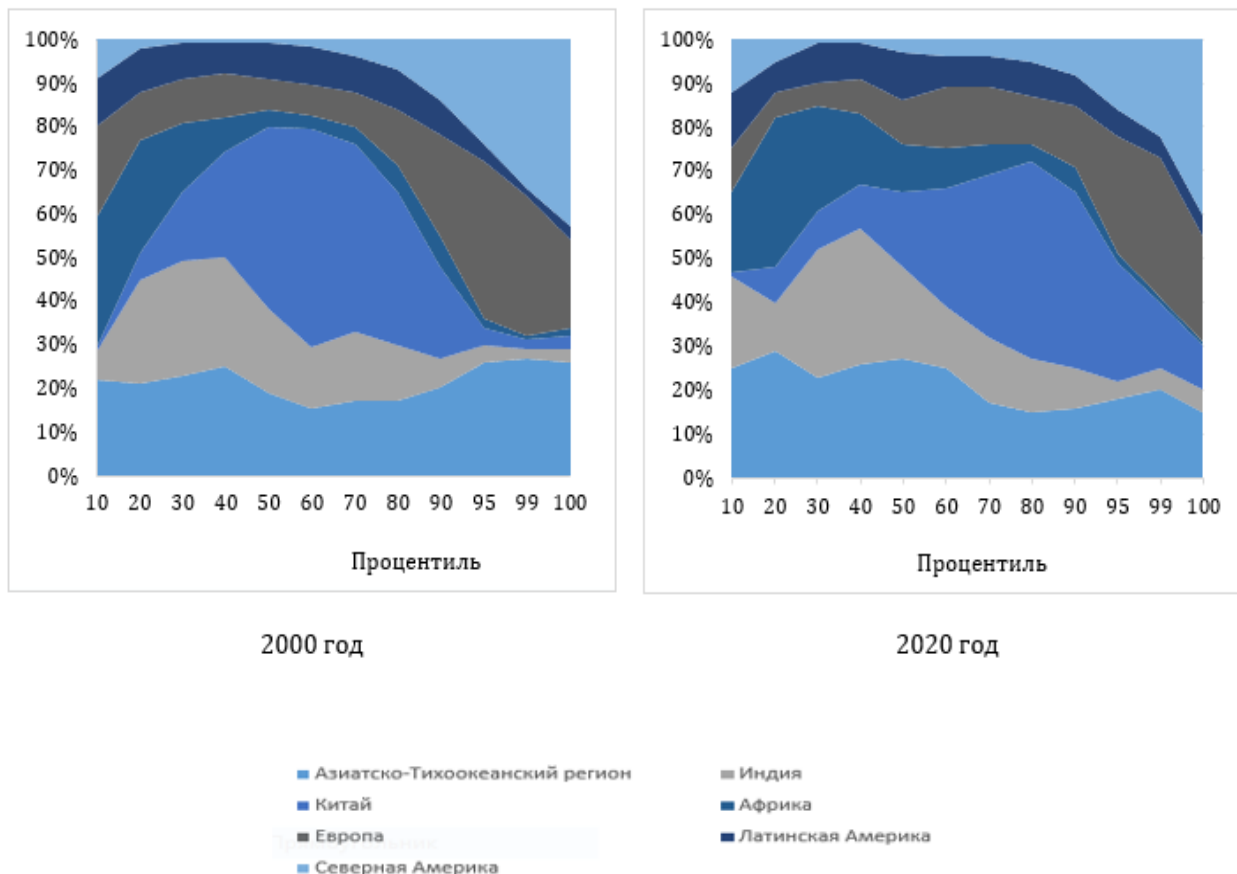 100%
90%
80%
70%
60%
50%
40%
30%
20%
10%
0%
10 20 30 40 50 60 70 80 90 95 99 100
Процентиль
2000 год
100%
90%
80%
70%
60%
50%
40%
30%
20%
10%
0%
10 20 30 40 50 60 70 80 90 95 99 100
Процентиль
2020 год
Азиатско-Тихоокеанский регион Индия
Китай Африка
Европа Латинская Америка
Северная Америка